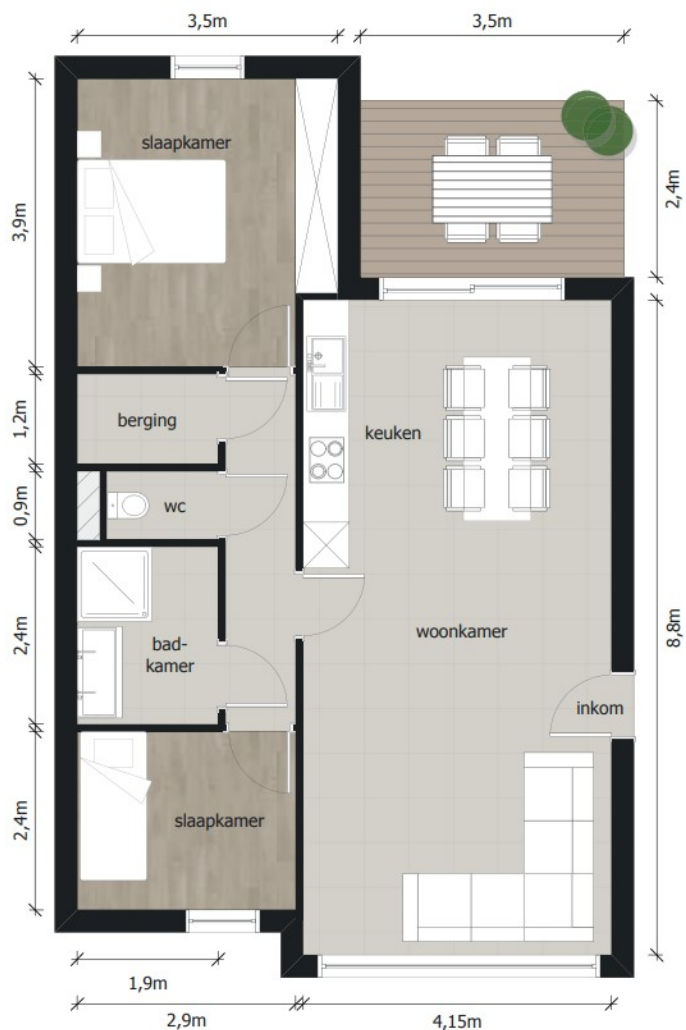 3,5m
3,5m
slaapkamer
3,9m
2,4m
berging
1,2m
keuken
wc
0,9m
bad-
kamer
2,4m
woonkamer
8,8m
inkom
slaapkamer
2,4m
1,9m
2,9m
4,15m